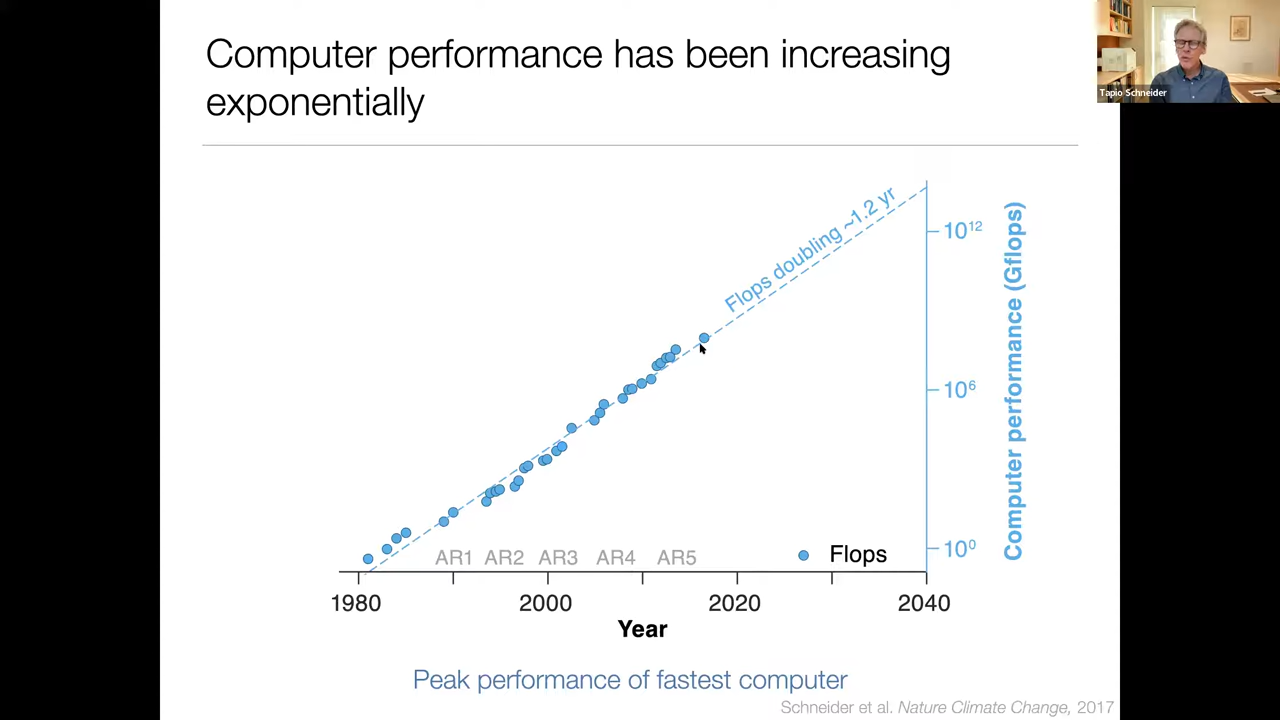 Computer performance has been increasing
exponentially
Tapio Schneider
Flops doubling ~1.2 yr
10¹²
10⁶
10⁰
Computer performance (Gflops)
AR1 AR2 AR3 AR4 AR5
Flops
1980 2000 2020 2040
Year
Peak performance of fastest computer
Schneider et al. Nature Climate Change, 2017